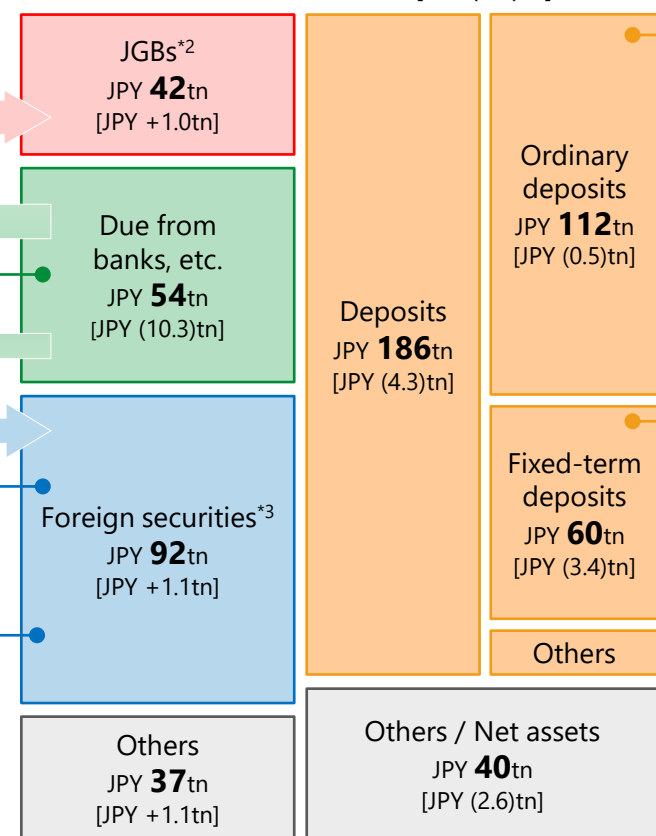 JGBs*2
JPY 42tn
[JPY +1.0tn]
Due from
banks, etc.
JPY 54tn
[JPY (10.3)tn]
Foreign securities*3
JPY 92tn
[JPY +1.1tn]
Others
JPY 37tn
[JPY +1.1tn]
Deposits
JPY 186tn
[JPY (4.3)tn]
Ordinary
deposits
JPY 112tn
[JPY (0.5)tn]
Fixed-term
deposits
JPY 60tn
[JPY (3.4)tn]
Others
Others / Net assets
JPY 40tn
[JPY (2.6)tn]